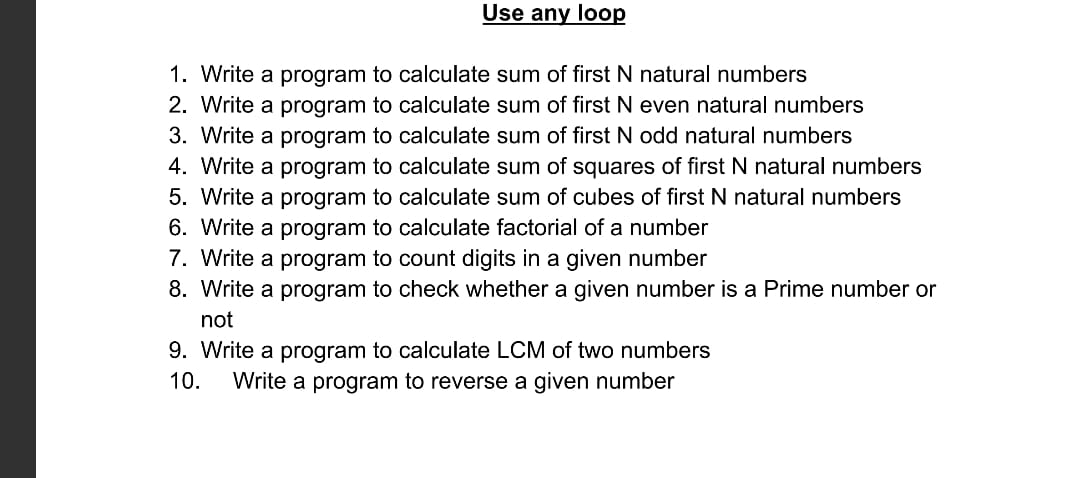 Use any loop
1. Write a program to calculate sum of first N natural numbers
2. Write a program to calculate sum of first N even natural numbers
3. Write a program to calculate sum of first N odd natural numbers
4. Write a program to calculate sum of squares of first N natural numbers
5. Write a program to calculate sum of cubes of first N natural numbers
6. Write a program to calculate factorial of a number
7. Write a program to count digits in a given number
8. Write a program to check whether a given number is a Prime number or
not
9. Write a program to calculate LCM of two numbers
10. Write a program to reverse a given number